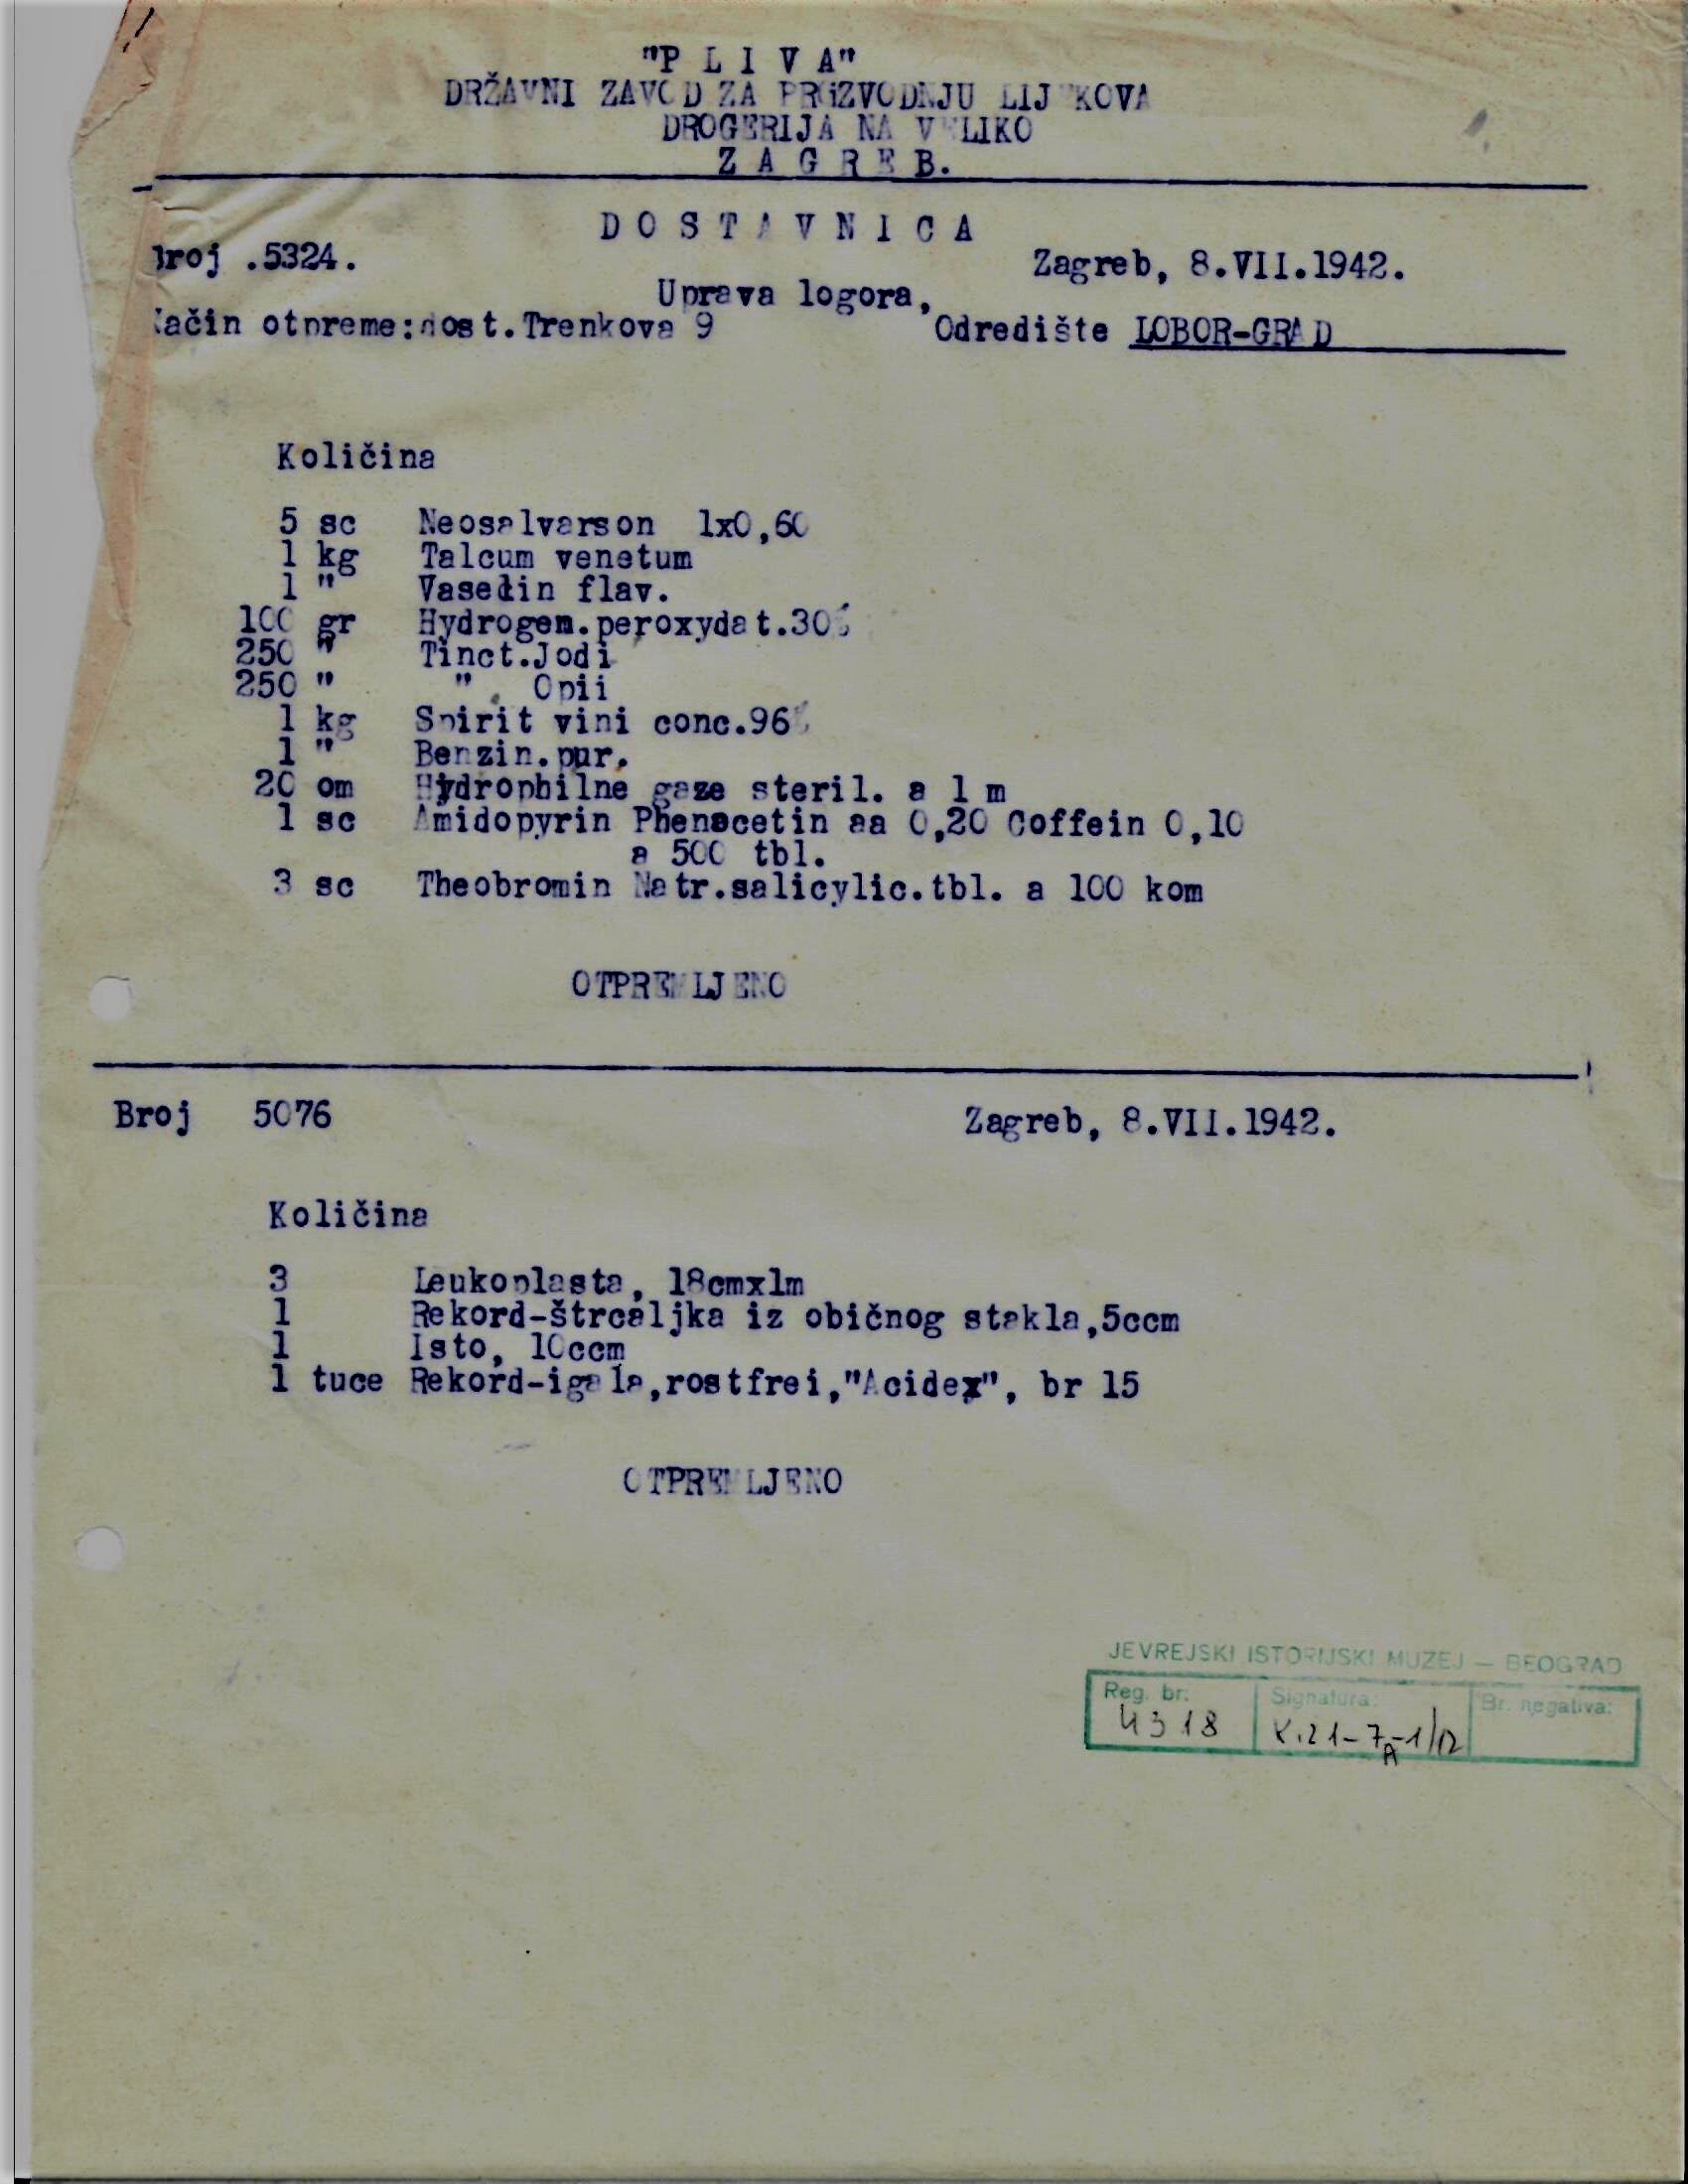 "P L I V A"
DRŽAVNI ZAVOD ZA PROIZVODNJU LIJEKOVA
DROGERIJA NA VELIKO
Z A G R E B.
D O S T A V N I C A
Broj .5324.
Zagreb, 8.VII.1942.
Uprava logora,
Način otpreme:dost.Trenkova 9
Odredište LOBOR-GRAD
Količina
5 sc Neosalvarson 1x0,60
1 kg Talcum venetum
1 " Vaselin flav.
100 gr Hydrogen.peroxydat.30%
250 " Tinct.Jodi
250 " " Opii
1 kg Spirit vini conc.96%
1 " Benzin.pur.
20 om Hydrophilne gaze steril. a 1 m
1 sc Amidopyrin Phenacetin aa 0,20 Coffein 0,10
a 500 tbl.
3 sc Theobromin Natr.salicylic.tbl. a 100 kom
OTPREMLJENO
Broj 5076
Zagreb, 8.VII.1942.
Količina
3 Leukoplasta, 18cmx1m
1 Rekord-štrcaljka iz običnog stakla,5ccm
1 Isto, 10ccm
1 tuce Rekord-igala,rostfrei,"Acidex", br 15
OTPREMLJENO
JEVREJSKI ISTORIJSKI MUZEJ — BEOGRAD
Reg. br: Signatura: Br. negativa:
4318 K.21-7A-1/12